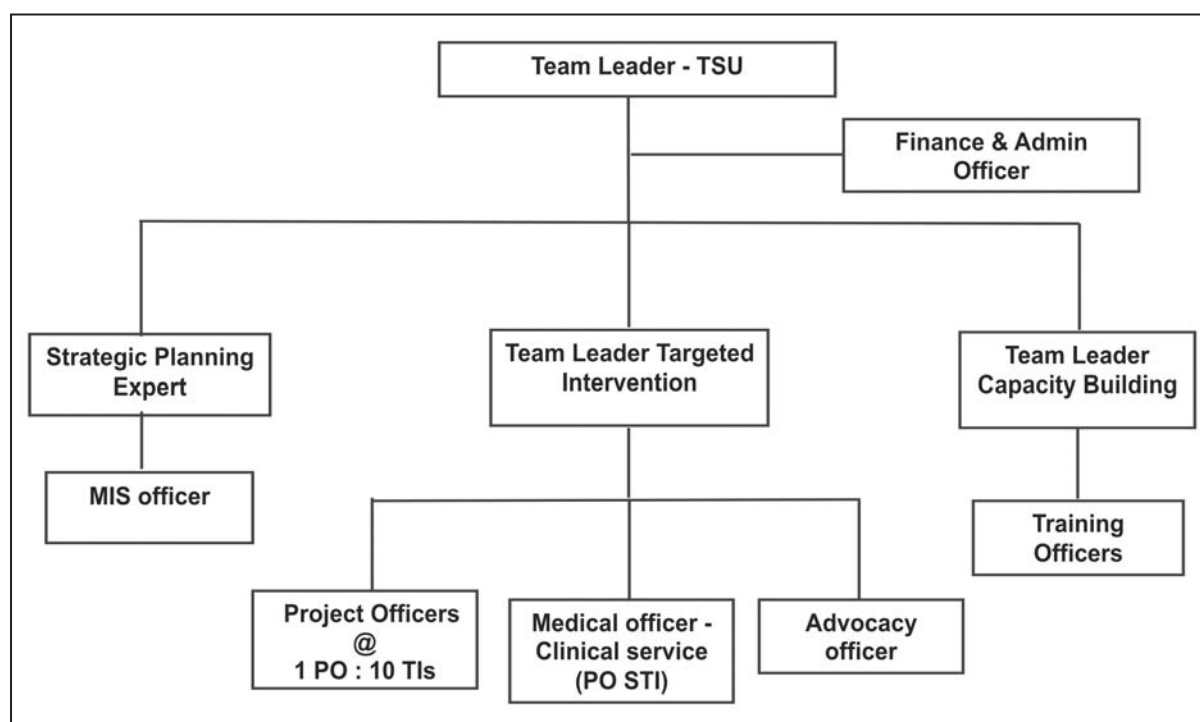 Team Leader - TSU
Finance & Admin
Officer
Strategic Planning
Expert
Team Leader Targeted
Intervention
Team Leader
Capacity Building
MIS officer
Training
Officers
Project Officers
@
1 PO : 10 TIs
Medical officer -
Clinical service
(PO STI)
Advocacy
officer